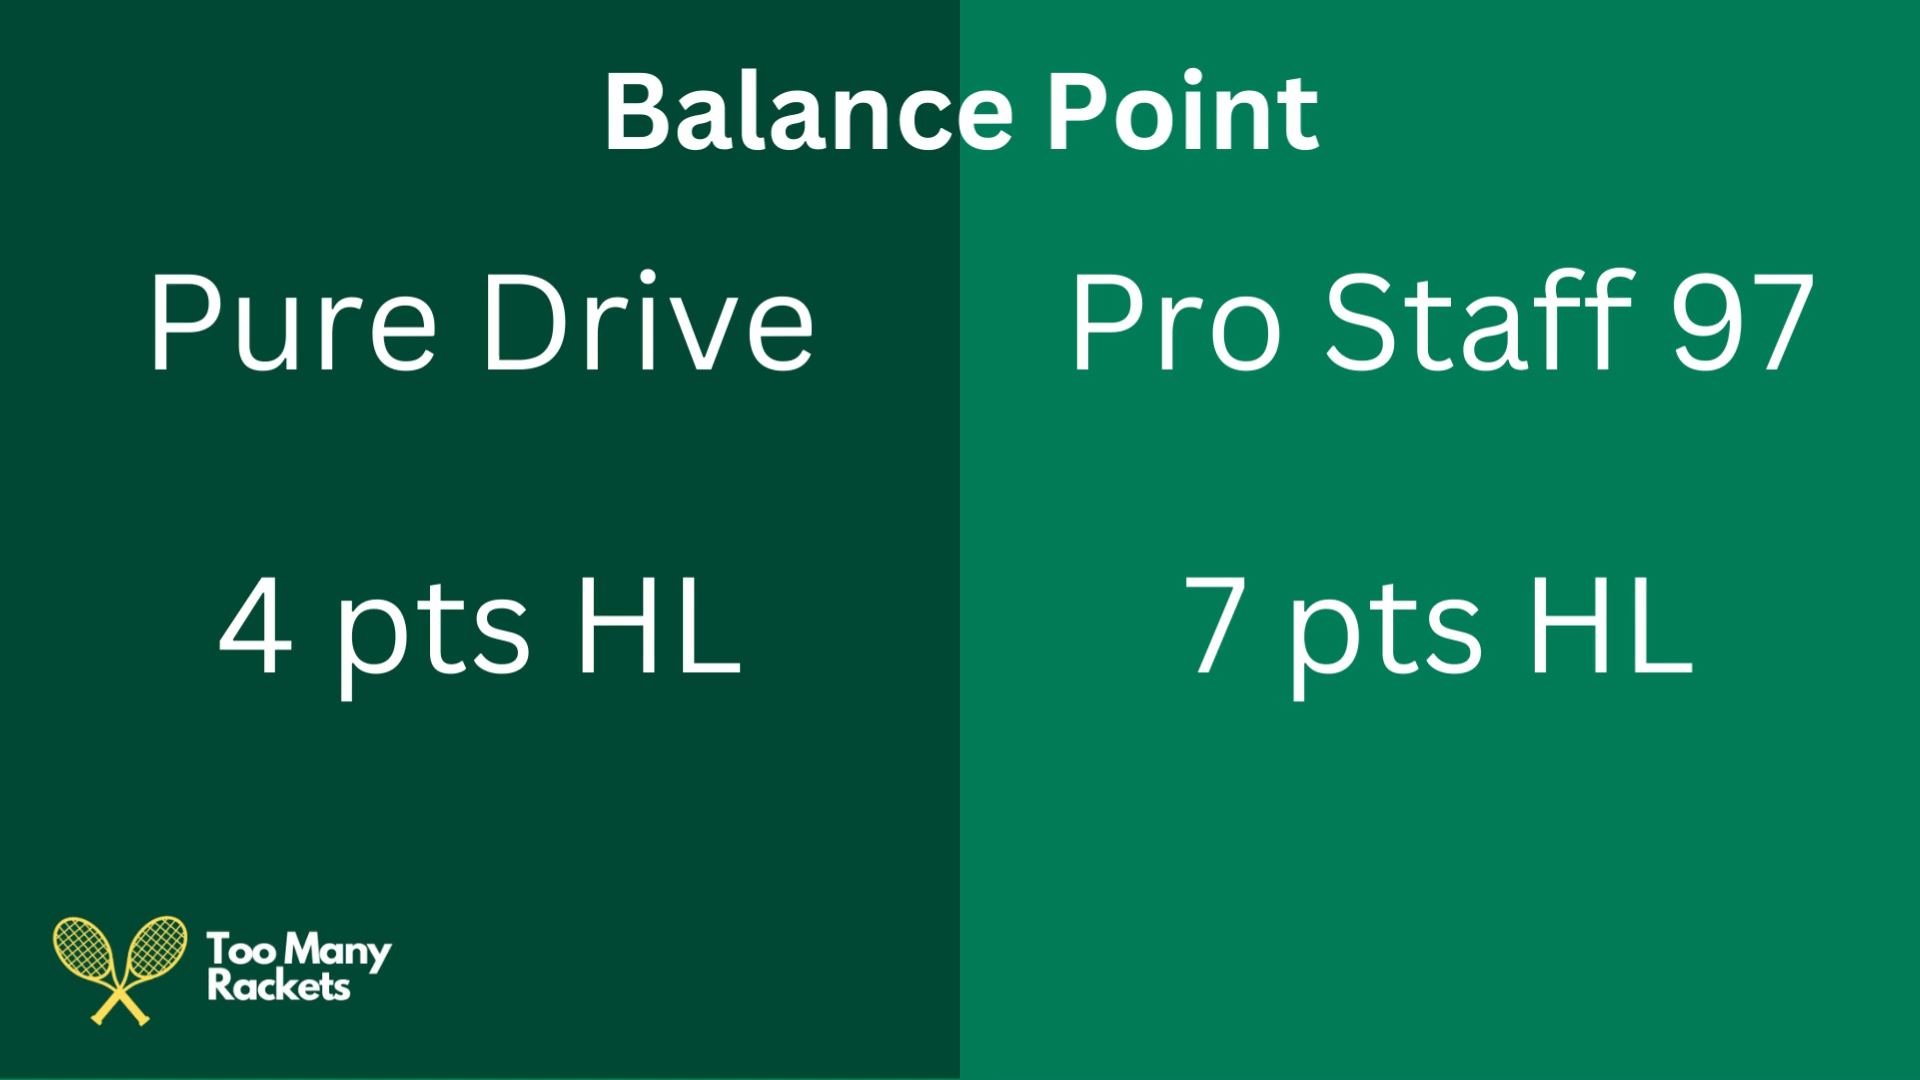 Balance Point
Pure Drive
Pro Staff 97
4 pts HL
7 pts HL
Too Many
Rackets